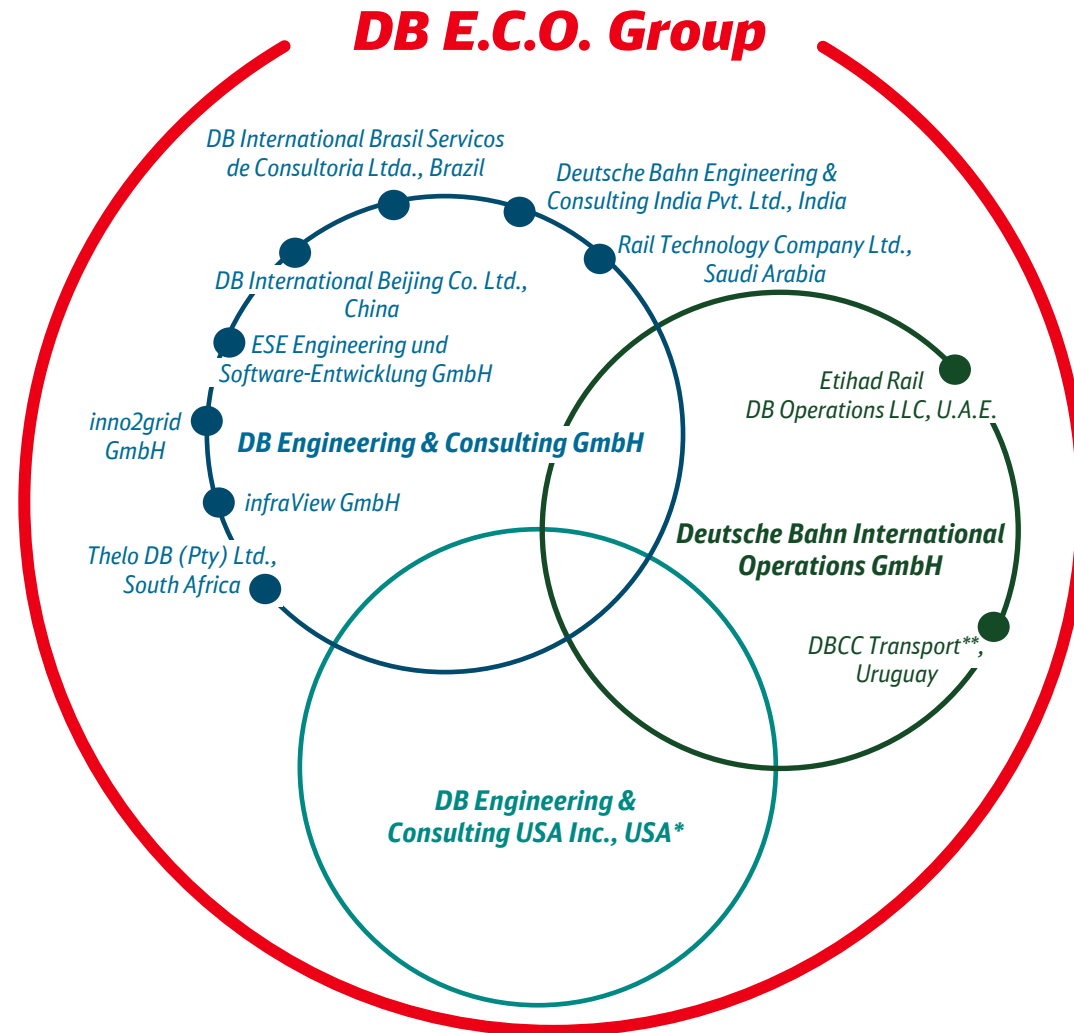 DB E.C.O. Group
DB International Brasil Servicos
de Consultoria Ltda., Brazil
Deutsche Bahn Engineering &
Consulting India Pvt. Ltd., India
Rail Technology Company Ltd.,
Saudi Arabia
DB International Beijing Co. Ltd.,
China
ESE Engineering und
Software-Entwicklung GmbH
inno2grid
GmbH
DB Engineering & Consulting GmbH
infraView GmbH
Thelo DB (Pty) Ltd.,
South Africa
Etihad Rail
DB Operations LLC, U.A.E.
Deutsche Bahn International
Operations GmbH
DBCC Transport**,
Uruguay
DB Engineering &
Consulting USA Inc., USA*